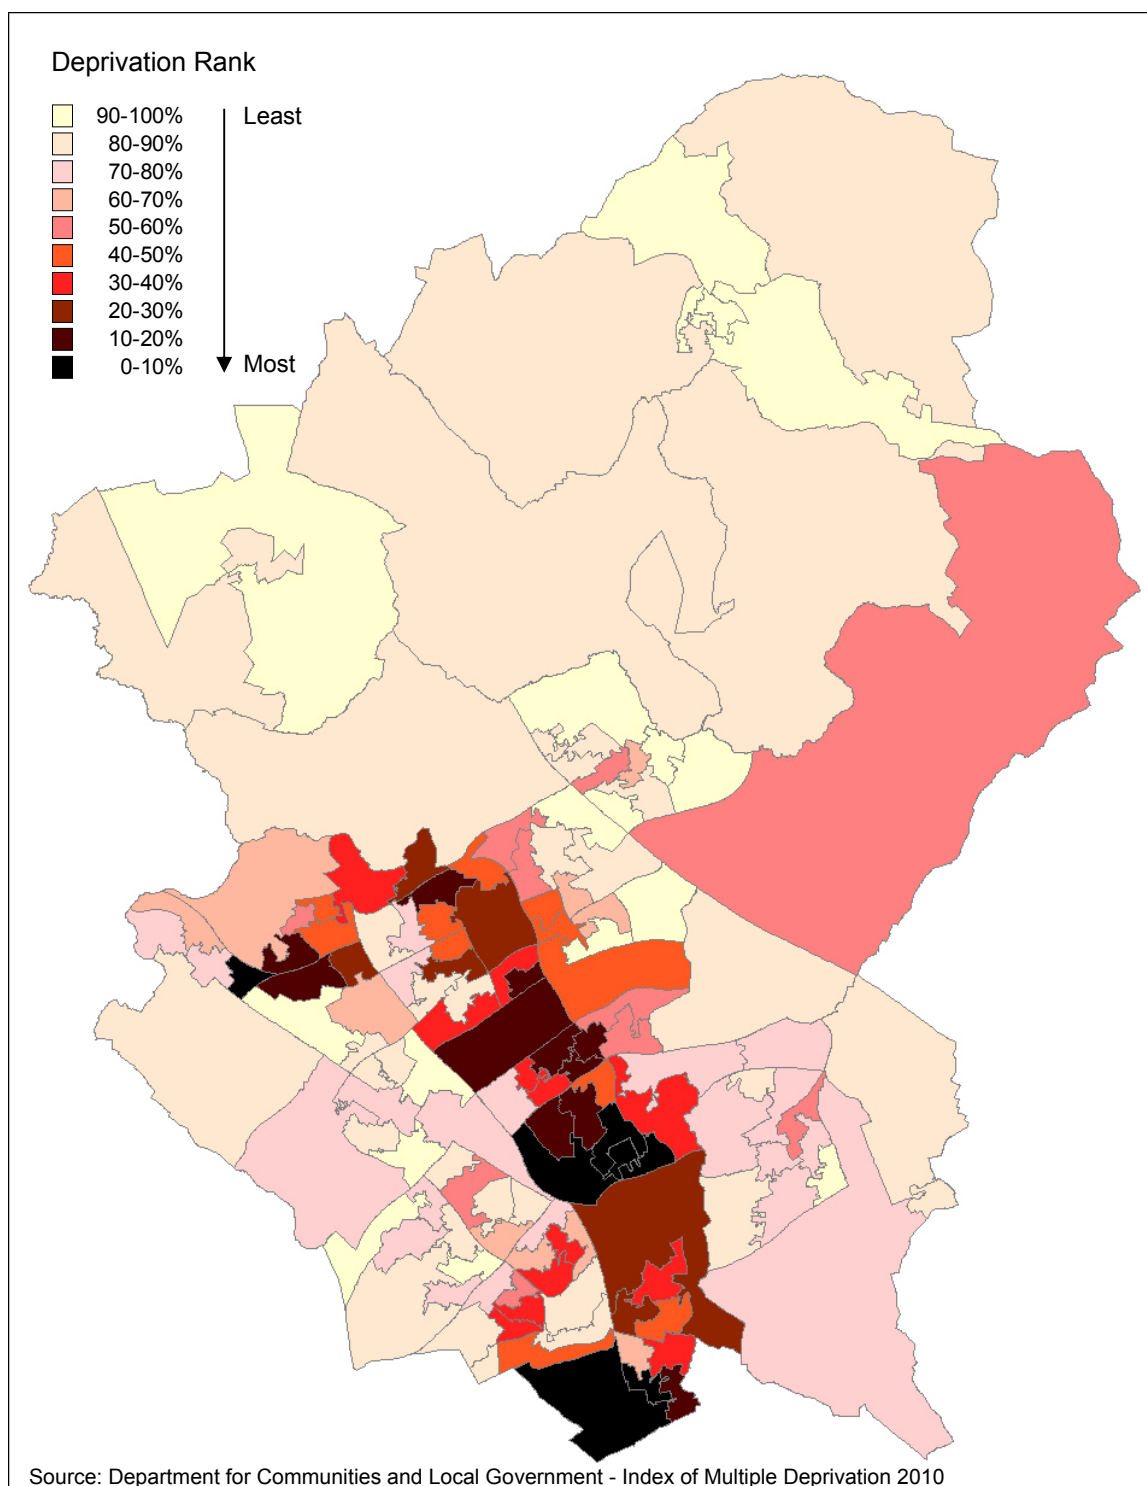 Deprivation Rank
90-100%
Least
80-90%
70-80%
60-70%
50-60%
40-50%
30-40%
20-30%
10-20%
0-10%
Most
Source: Department for Communities and Local Government - Index of Multiple Deprivation 2010